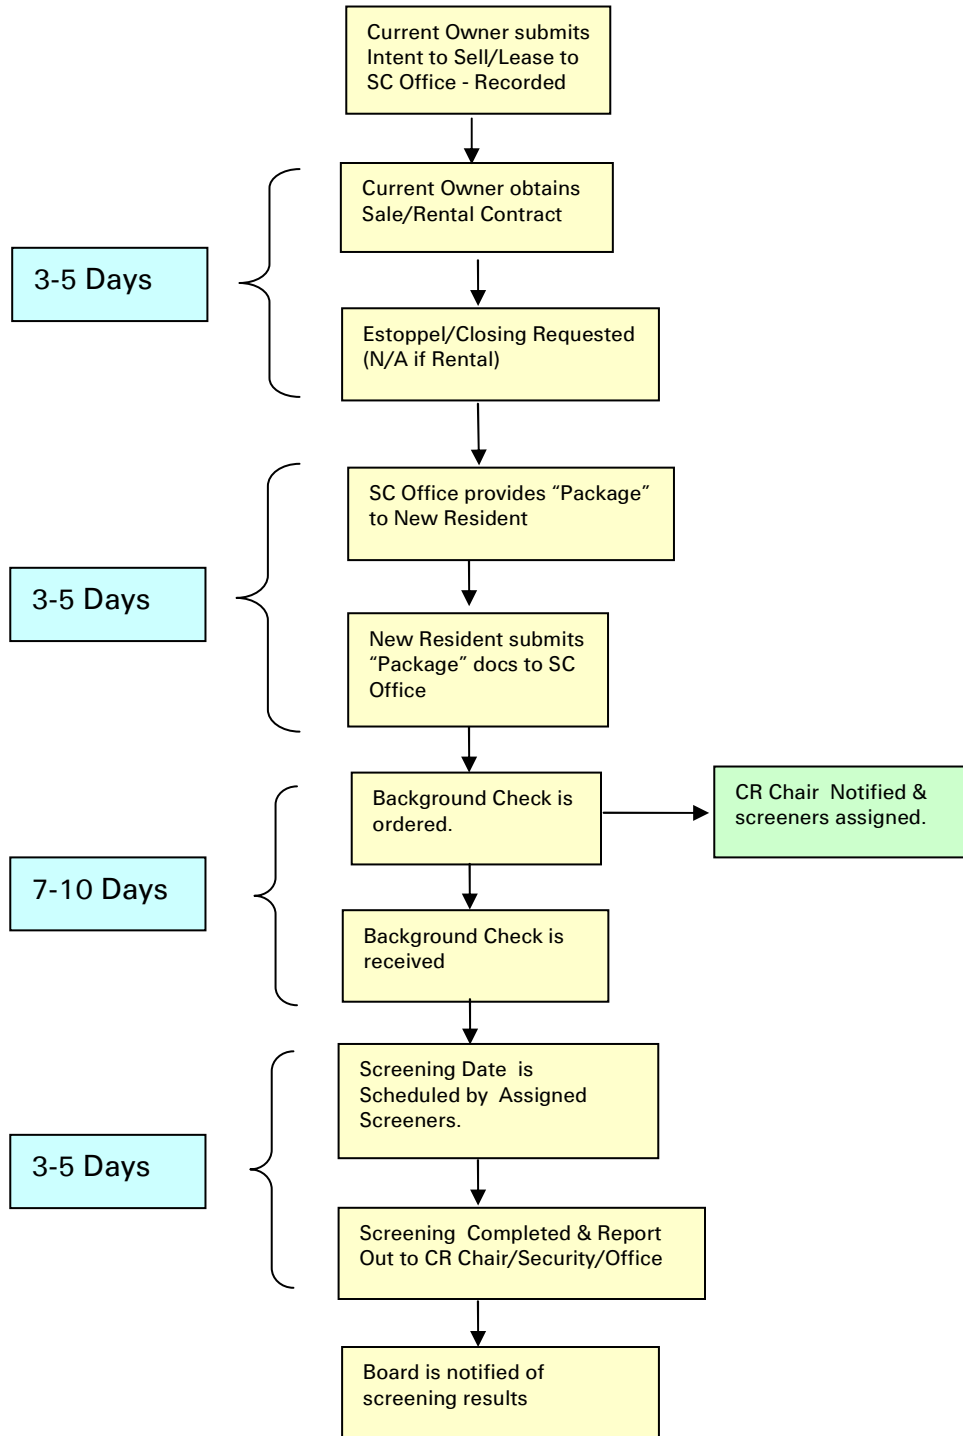 Current Owner submits
Intent to Sell/Lease to
SC Office - Recorded
Current Owner obtains
Sale/Rental Contract
3-5 Days
Estoppel/Closing Requested
(N/A if Rental)
SC Office provides “Package”
to New Resident
3-5 Days
New Resident submits
“Package” docs to SC
Office
Background Check is
ordered.
CR Chair  Notified &
screeners assigned.
7-10 Days
Background Check is
received
Screening Date  is
Scheduled by  Assigned
Screeners.
3-5 Days
Screening  Completed & Report
Out to CR Chair/Security/Office
Board is notified of
screening results